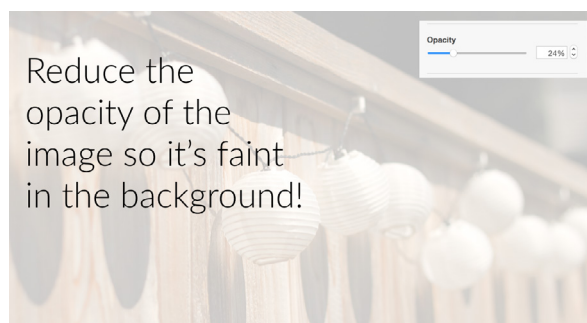 Reduce the
opacity of the
image so it's faint
in the background!
Opacity
24%